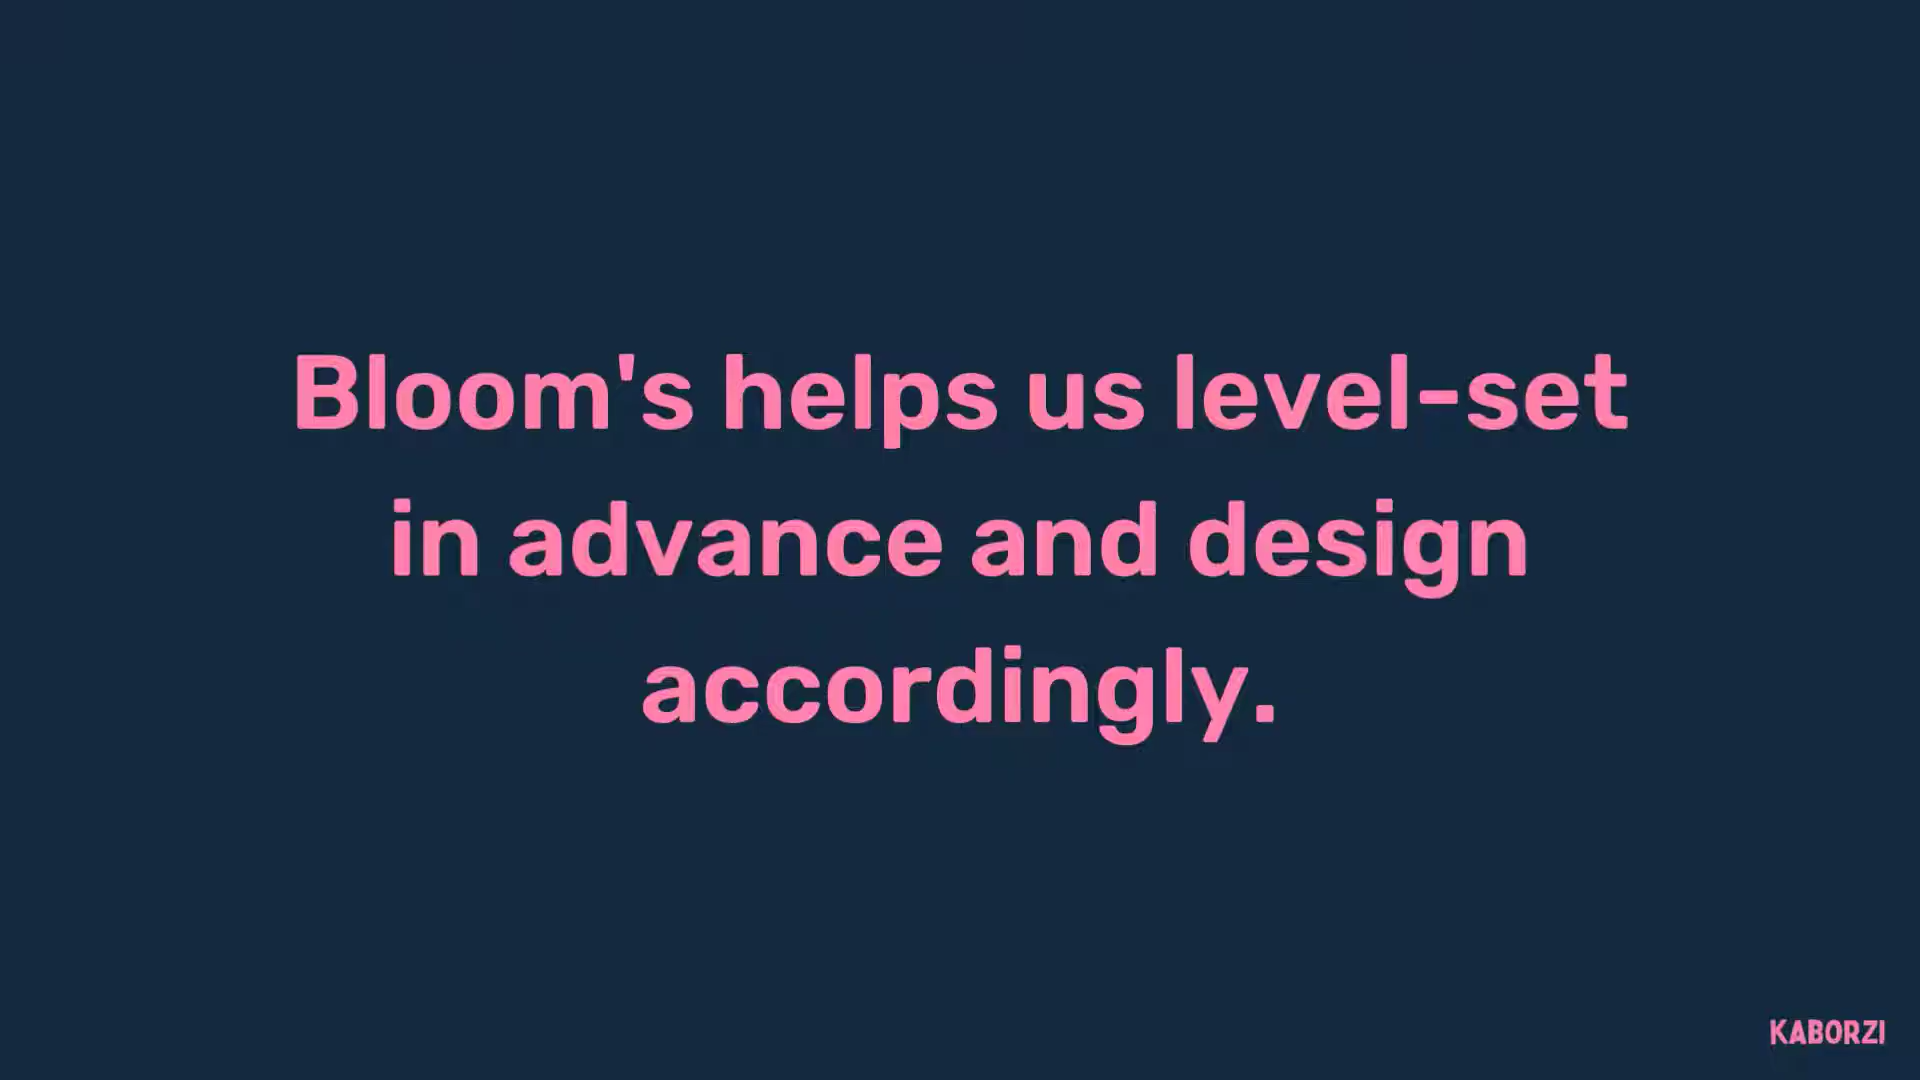 Bloom's helps us level-set
in advance and design
accordingly.
KABORZI